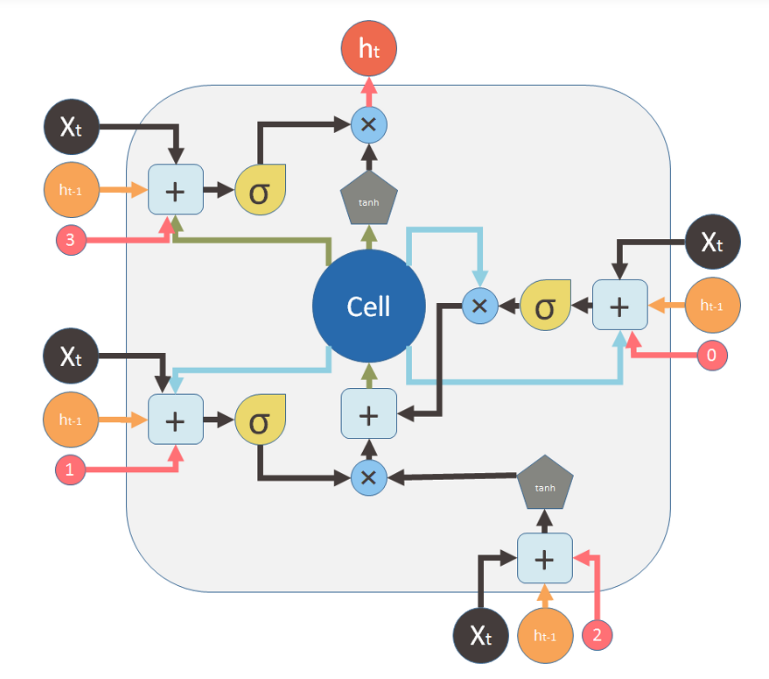 ht
Xt
×
ht-1
+
σ
tanh
3
Xt
Cell
×
σ
+
ht-1
0
Xt
ht-1
+
σ
+
1
×
tanh
+
Xt
ht-1
2